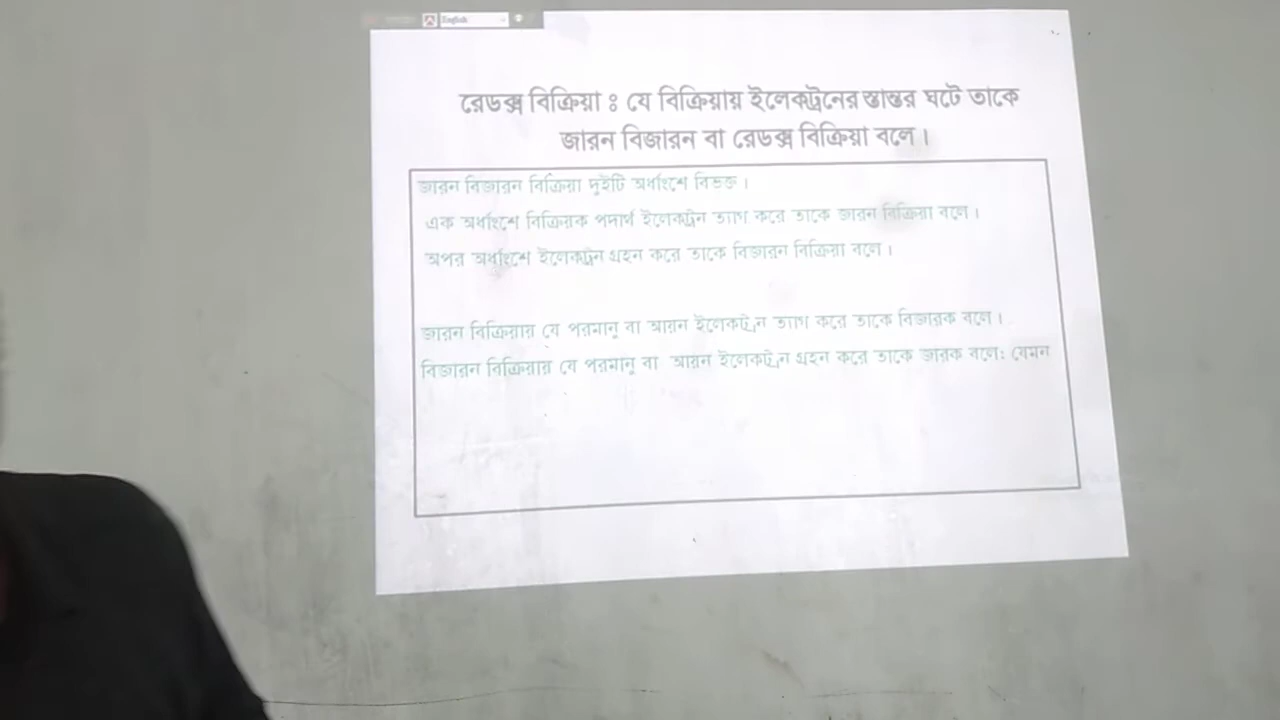 English
রেডক্স বিক্রিয়া ঃ যে বিক্রিয়ায় ইলেকট্রনের স্তান্তর ঘটে তাকে
জারন বিজারন বা রেডক্স বিক্রিয়া বলে।
জারন বিজারন বিক্রিয়া দুইটি অর্ধাংশে বিভক্ত।
এক অর্ধাংশে বিক্রিয়ক পদার্থ ইলেকট্রন ত্যাগ করে তাকে জারন বিক্রিয়া বলে।
অপর অর্ধাংশে ইলেকট্রন গ্রহন করে তাকে বিজারন বিক্রিয়া বলে।
জারন বিক্রিয়ায় যে পরমানু বা আয়ন ইলেকট্রন ত্যাগ করে তাকে বিজারক বলে।
বিজারন বিক্রিয়ায় যে পরমানু বা আয়ন ইলেকট্রন গ্রহন করে তাকে জারক বলে: যেমন